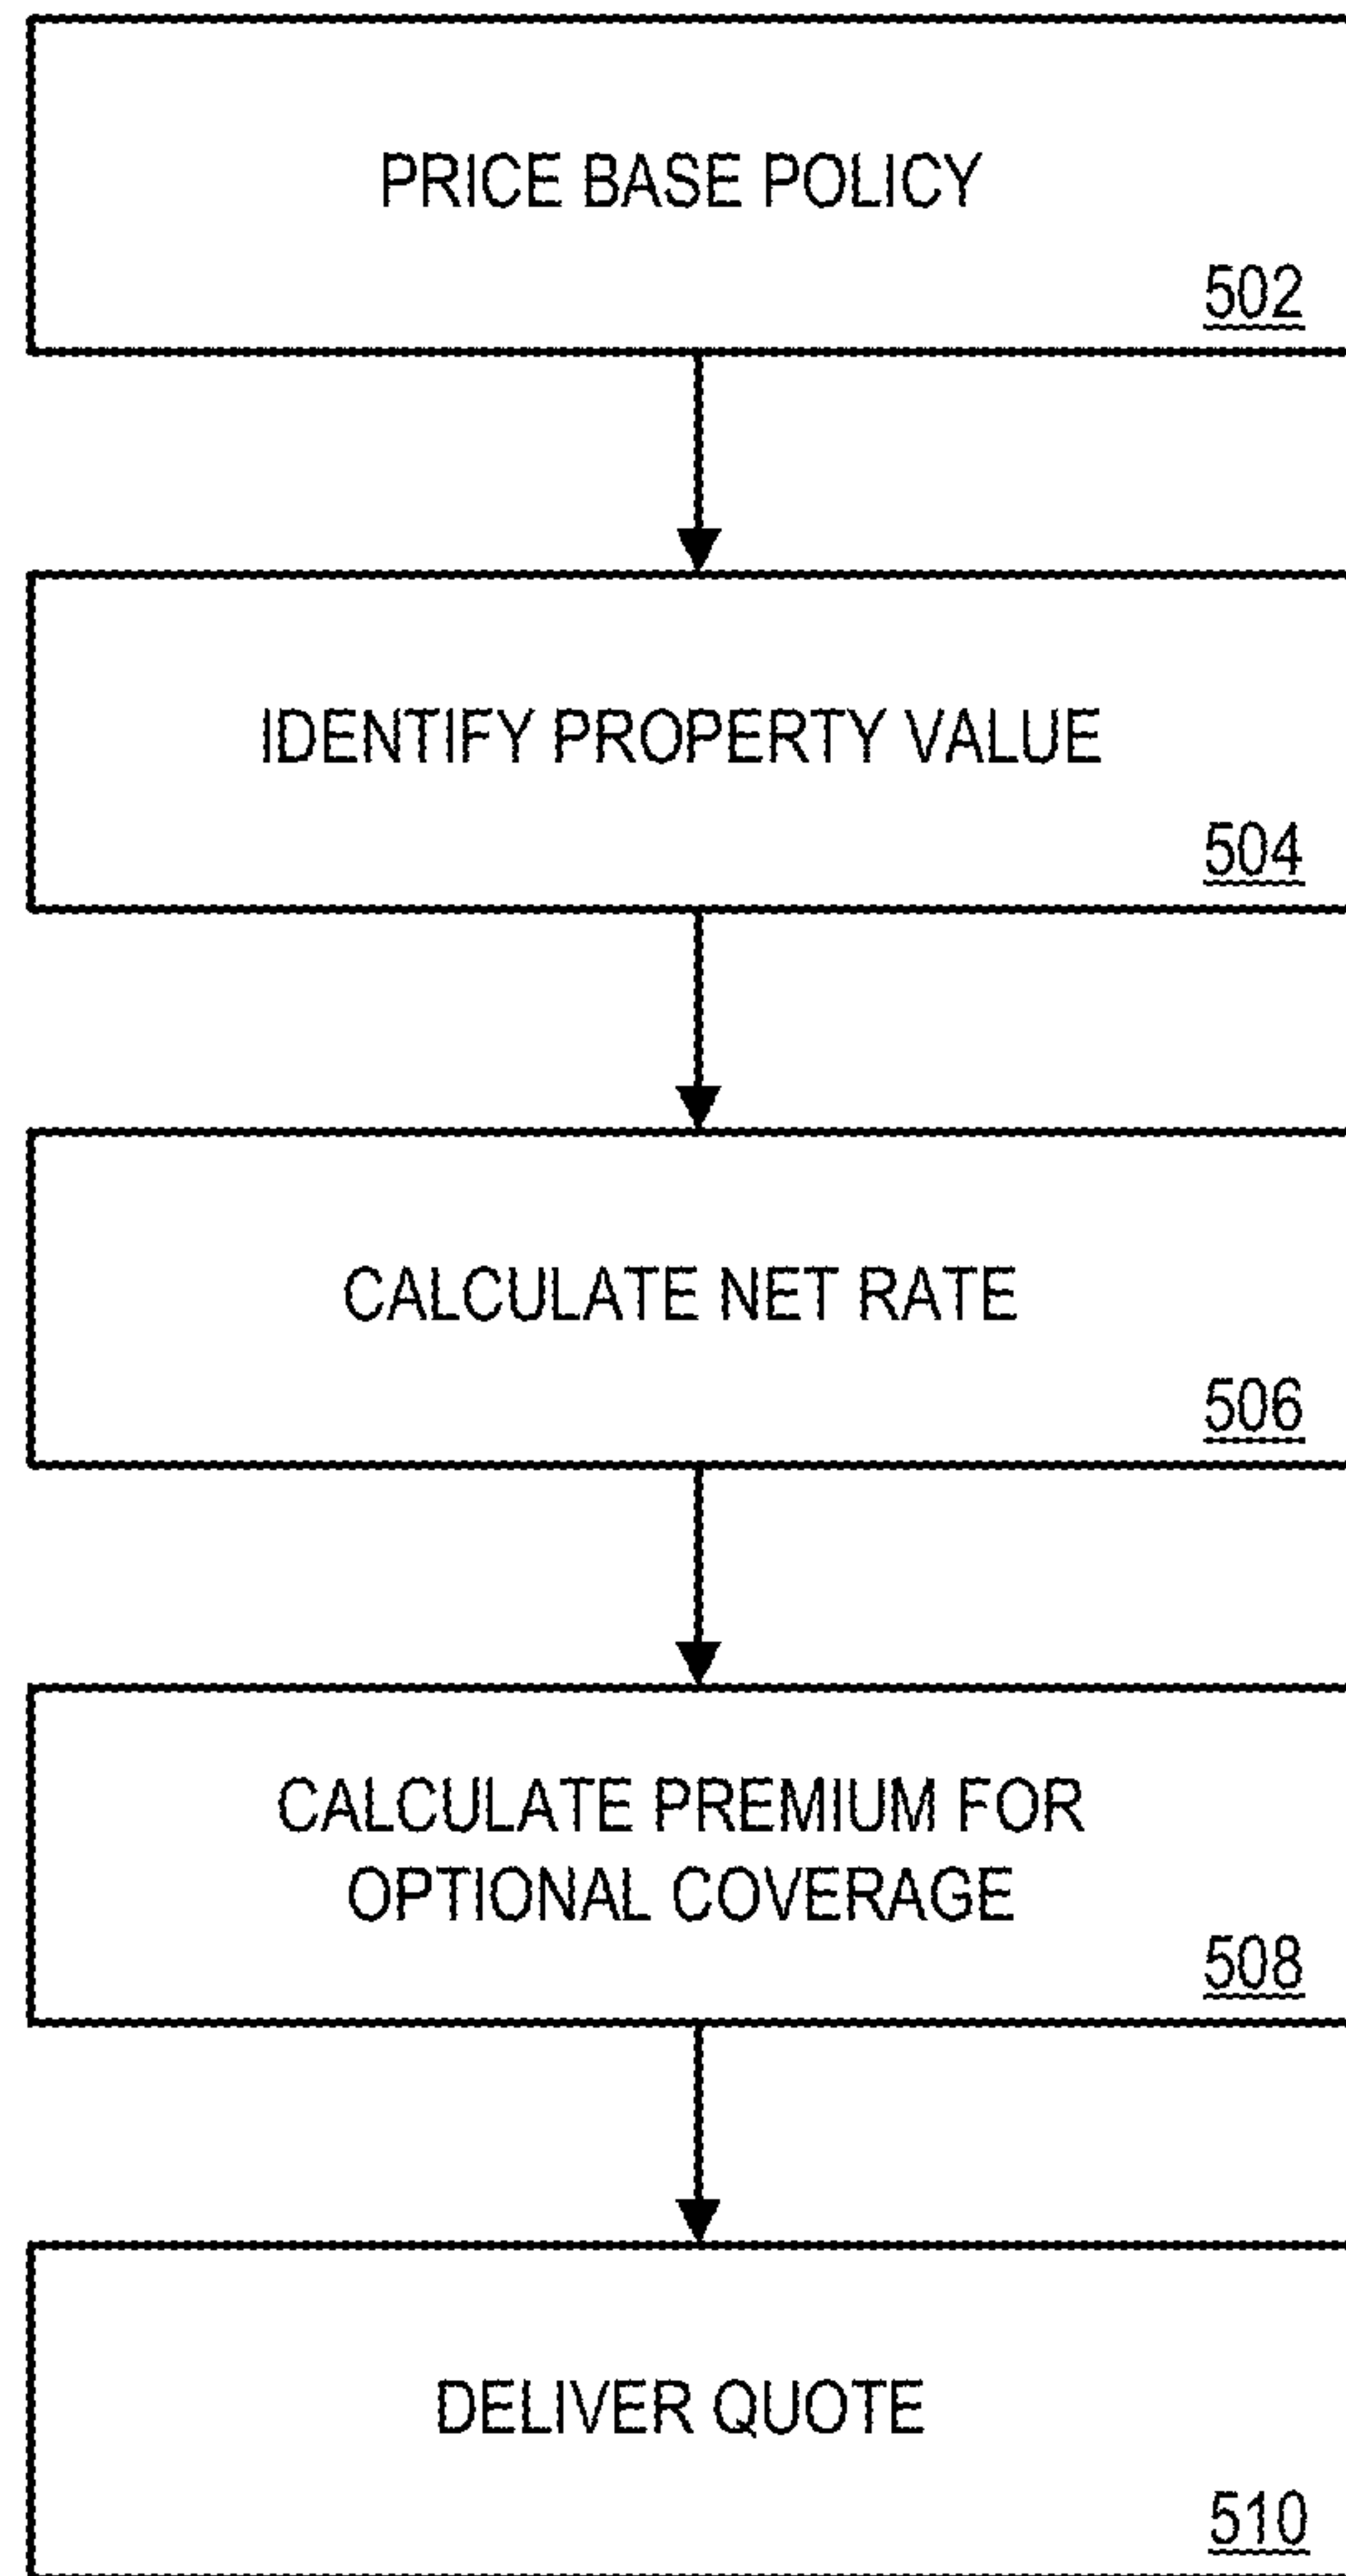 PRICE BASE POLICY
502
IDENTIFY PROPERTY VALUE
504
CALCULATE NET RATE
506
CALCULATE PREMIUM FOR
OPTIONAL COVERAGE
508
DELIVER QUOTE
510